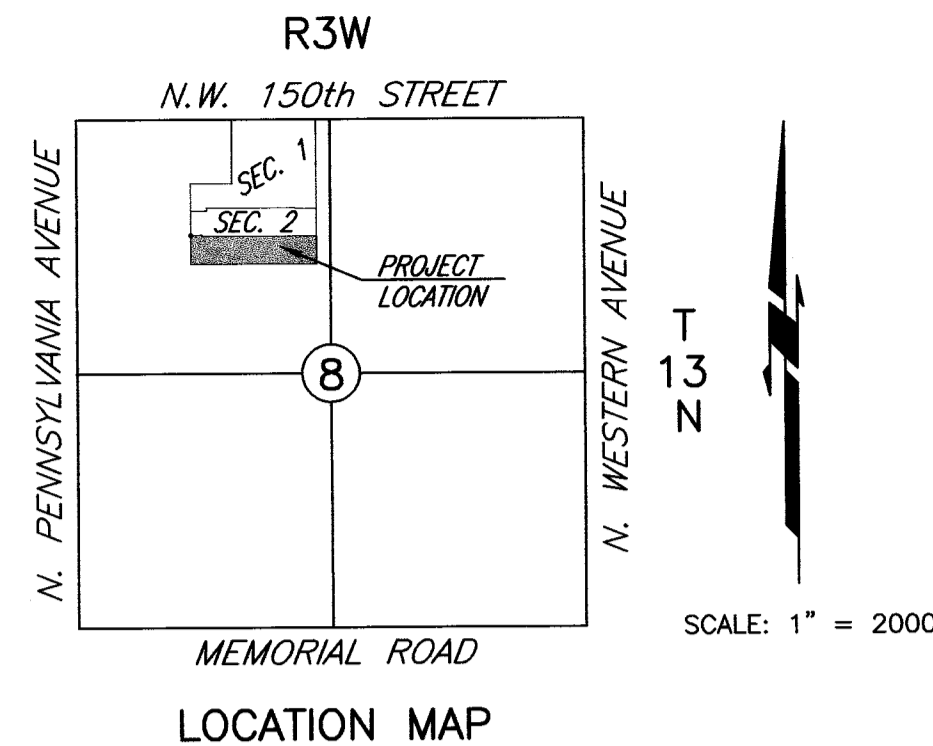 R3W
N.W. 150th STREET
N. PENNSYLVANIA AVENUE
SEC. 1
SEC. 2
PROJECT
LOCATION
8
N. WESTERN AVENUE
T
13
N
SCALE: 1" = 2000
MEMORIAL ROAD
LOCATION MAP